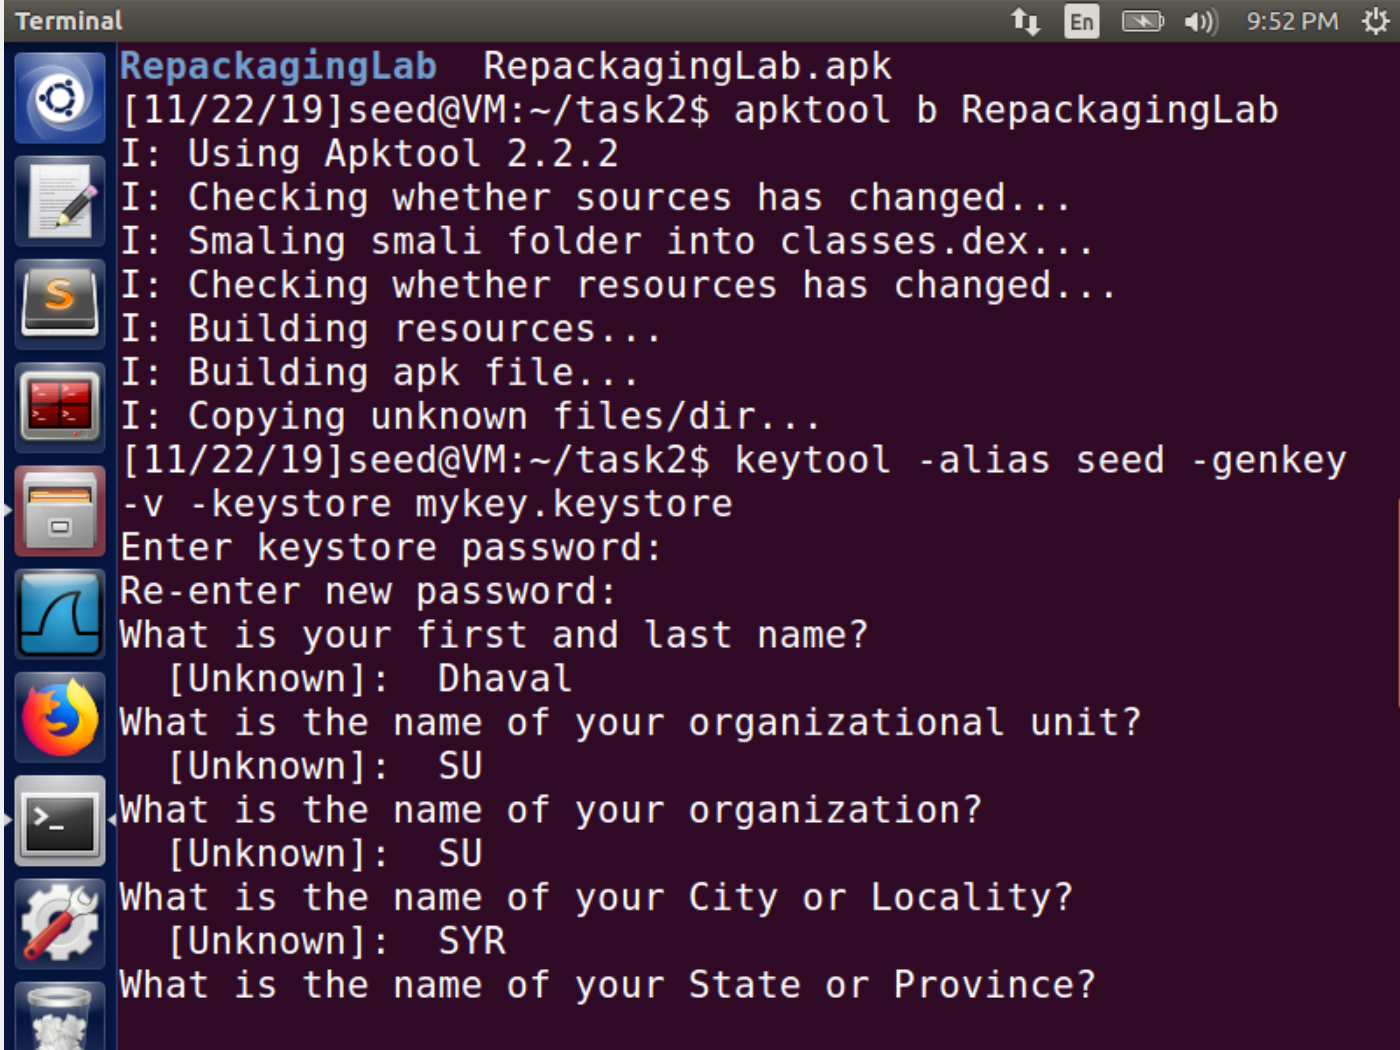 Terminal
En
9:52 PM
RepackagingLab RepackagingLab.apk
[11/22/19]seed@VM:~/task2$ apktool b RepackagingLab
I: Using Apktool 2.2.2
I: Checking whether sources has changed...
I: Smaling smali folder into classes.dex...
I: Checking whether resources has changed...
I: Building resources...
I: Building apk file...
I: Copying unknown files/dir...
[11/22/19]seed@VM:~/task2$ keytool -alias seed -genkey
-v -keystore mykey.keystore
Enter keystore password:
Re-enter new password:
What is your first and last name?
[Unknown]: Dhaval
What is the name of your organizational unit?
[Unknown]: SU
What is the name of your organization?
[Unknown]: SU
What is the name of your City or Locality?
[Unknown]: SYR
What is the name of your State or Province?